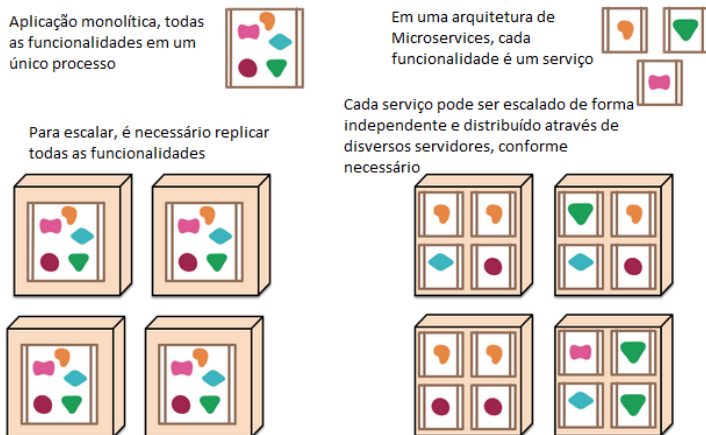 Aplicação monolítica, todas
as funcionalidades em um
único processo
Para escalar, é necessário replicar
todas as funcionalidades
Em uma arquitetura de
Microservices, cada
funcionalidade é um serviço
Cada serviço pode ser escalado de forma
independente e distribuído através de
disversos servidores, conforme
necessário